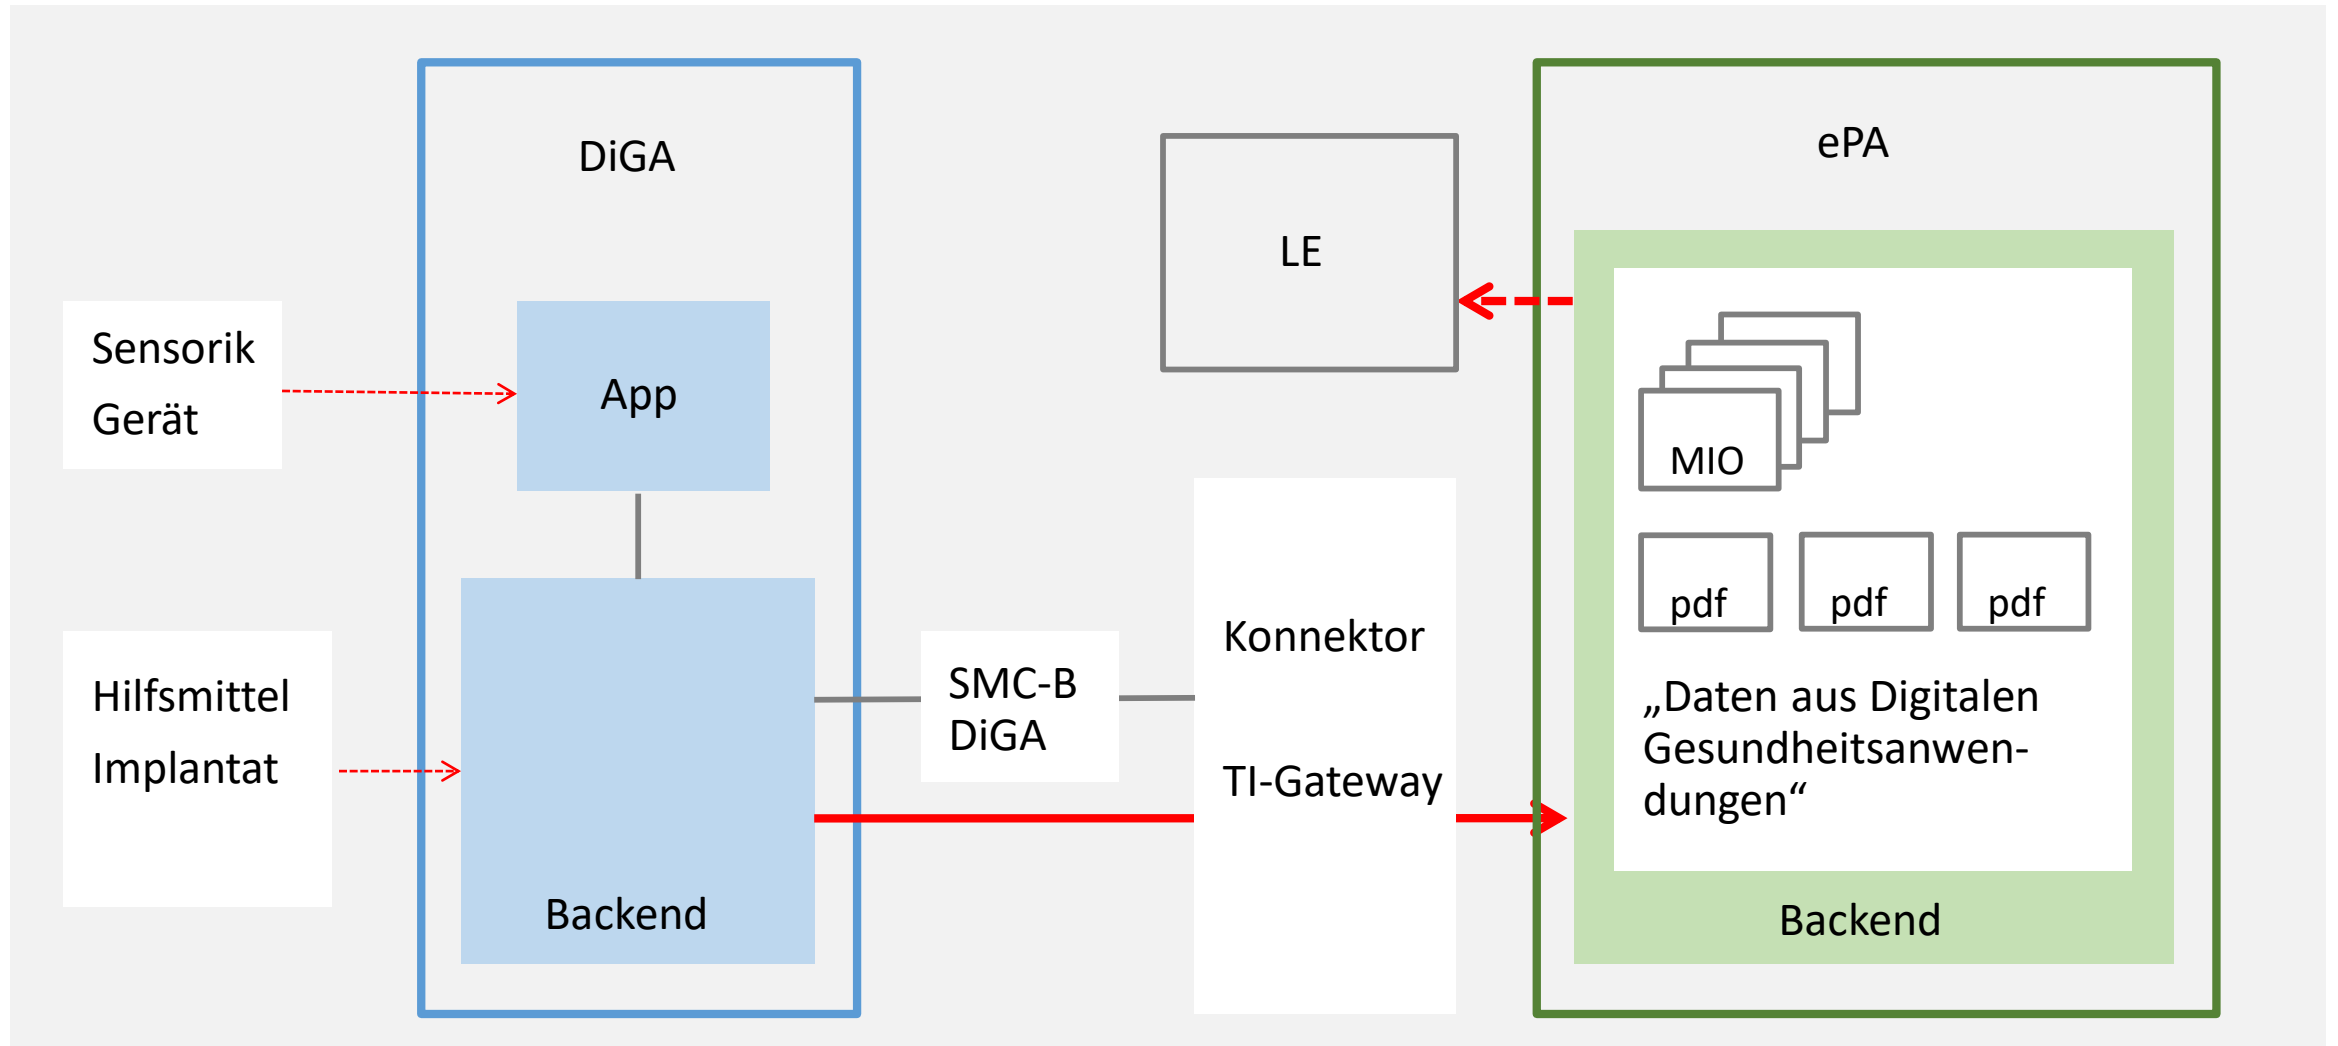 DiGA
ePA
LE
Sensorik
Gerät
App
MIO
pdf
pdf
pdf
Hilfsmittel
Implantat
SMC-B
DiGA
Konnektor
TI-Gateway
„Daten aus Digitalen
Gesundheitsanwen-
dungen“
Backend
Backend